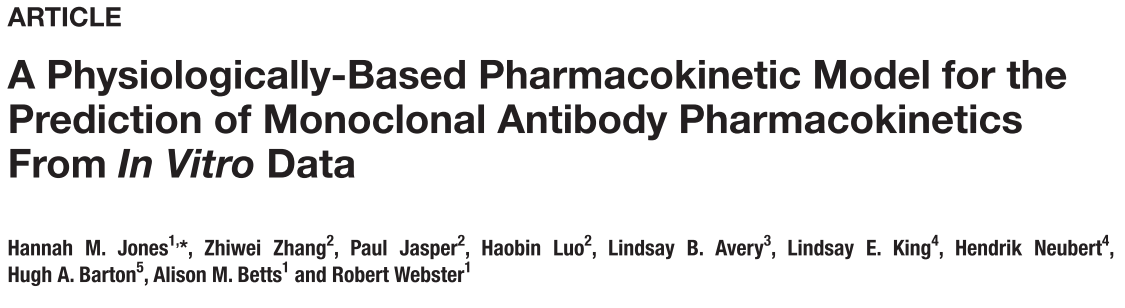 ARTICLE
A Physiologically-Based Pharmacokinetic Model for the
Prediction of Monoclonal Antibody Pharmacokinetics
From In Vitro Data
Hannah M. Jones1,*, Zhiwei Zhang2, Paul Jasper2, Haobin Luo2, Lindsay B. Avery3, Lindsay E. King4, Hendrik Neubert4,
Hugh A. Barton5, Alison M. Betts1 and Robert Webster1